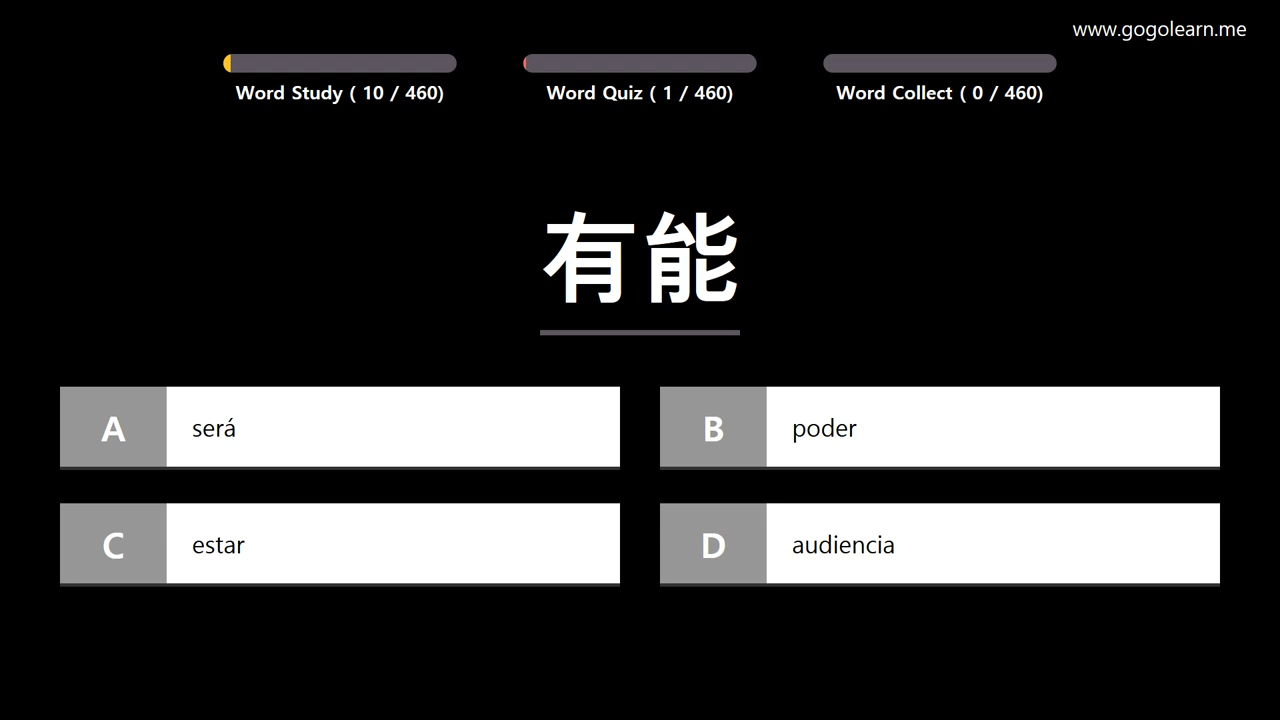 www.gogolearn.me
Word Study ( 10 / 460)
Word Quiz ( 1 / 460)
Word Collect ( 0 / 460)
有能
A será
B poder
C estar
D audiencia